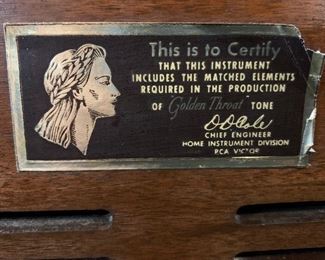 This is to Certify
THAT THIS INSTRUMENT
INCLUDES THE MATCHED ELEMENTS
REQUIRED IN THE PRODUCTION
OF Golden Throat TONE
CHIEF ENGINEER
HOME INSTRUMENT DIVISION
RCA VICTOR